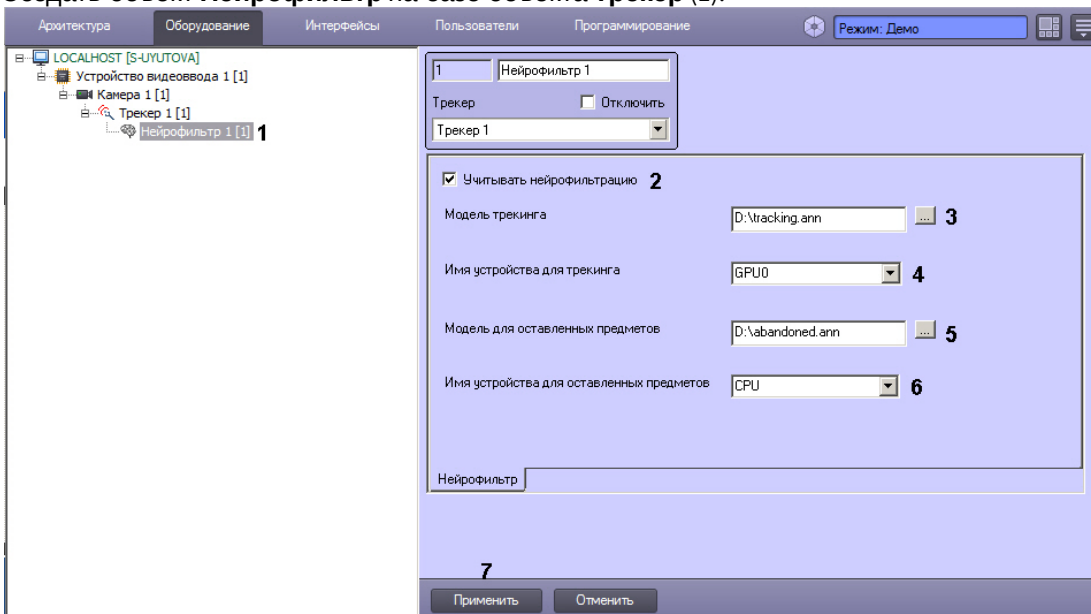 Создать объект Нейрофильтр на базе объекта Трекер (1).
Архитектура Оборудование Интерфейсы Пользователи Программирование Режим: Демо
LOCALHOST [S-UYUTOVA]
Устройство видеоввода 1 [1]
Камера 1 [1]
Трекер 1 [1]
Нейрофильтр 1 [1] 1
1 Нейрофильтр 1
Трекер Отключить
Трекер 1
Учитывать нейрофильтрацию 2
Модель трекинга D:\tracking.ann ... 3
Имя устройства для трекинга GPU0 4
Модель для оставленных предметов D:\abandoned.ann ... 5
Имя устройства для оставленных предметов CPU 6
Нейрофильтр
7
Применить Отменить